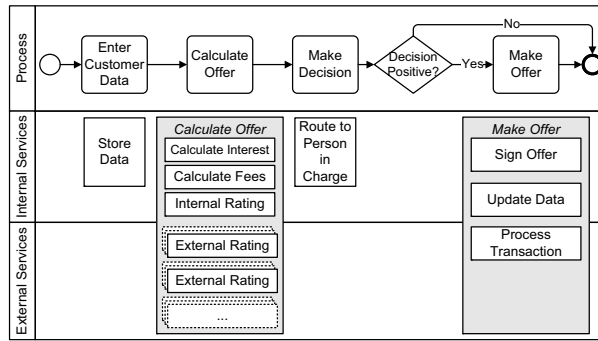 Process
Enter
Customer
Data
Calculate
Offer
Make
Decision
Decision
Positive?
No
Yes
Make
Offer
Internal Services
Store
Data
Calculate Offer
Calculate Interest
Calculate Fees
Internal Rating
Route to
Person
in
Charge
Make Offer
Sign Offer
Update Data
External Services
External Rating
External Rating
...
Process
Transaction